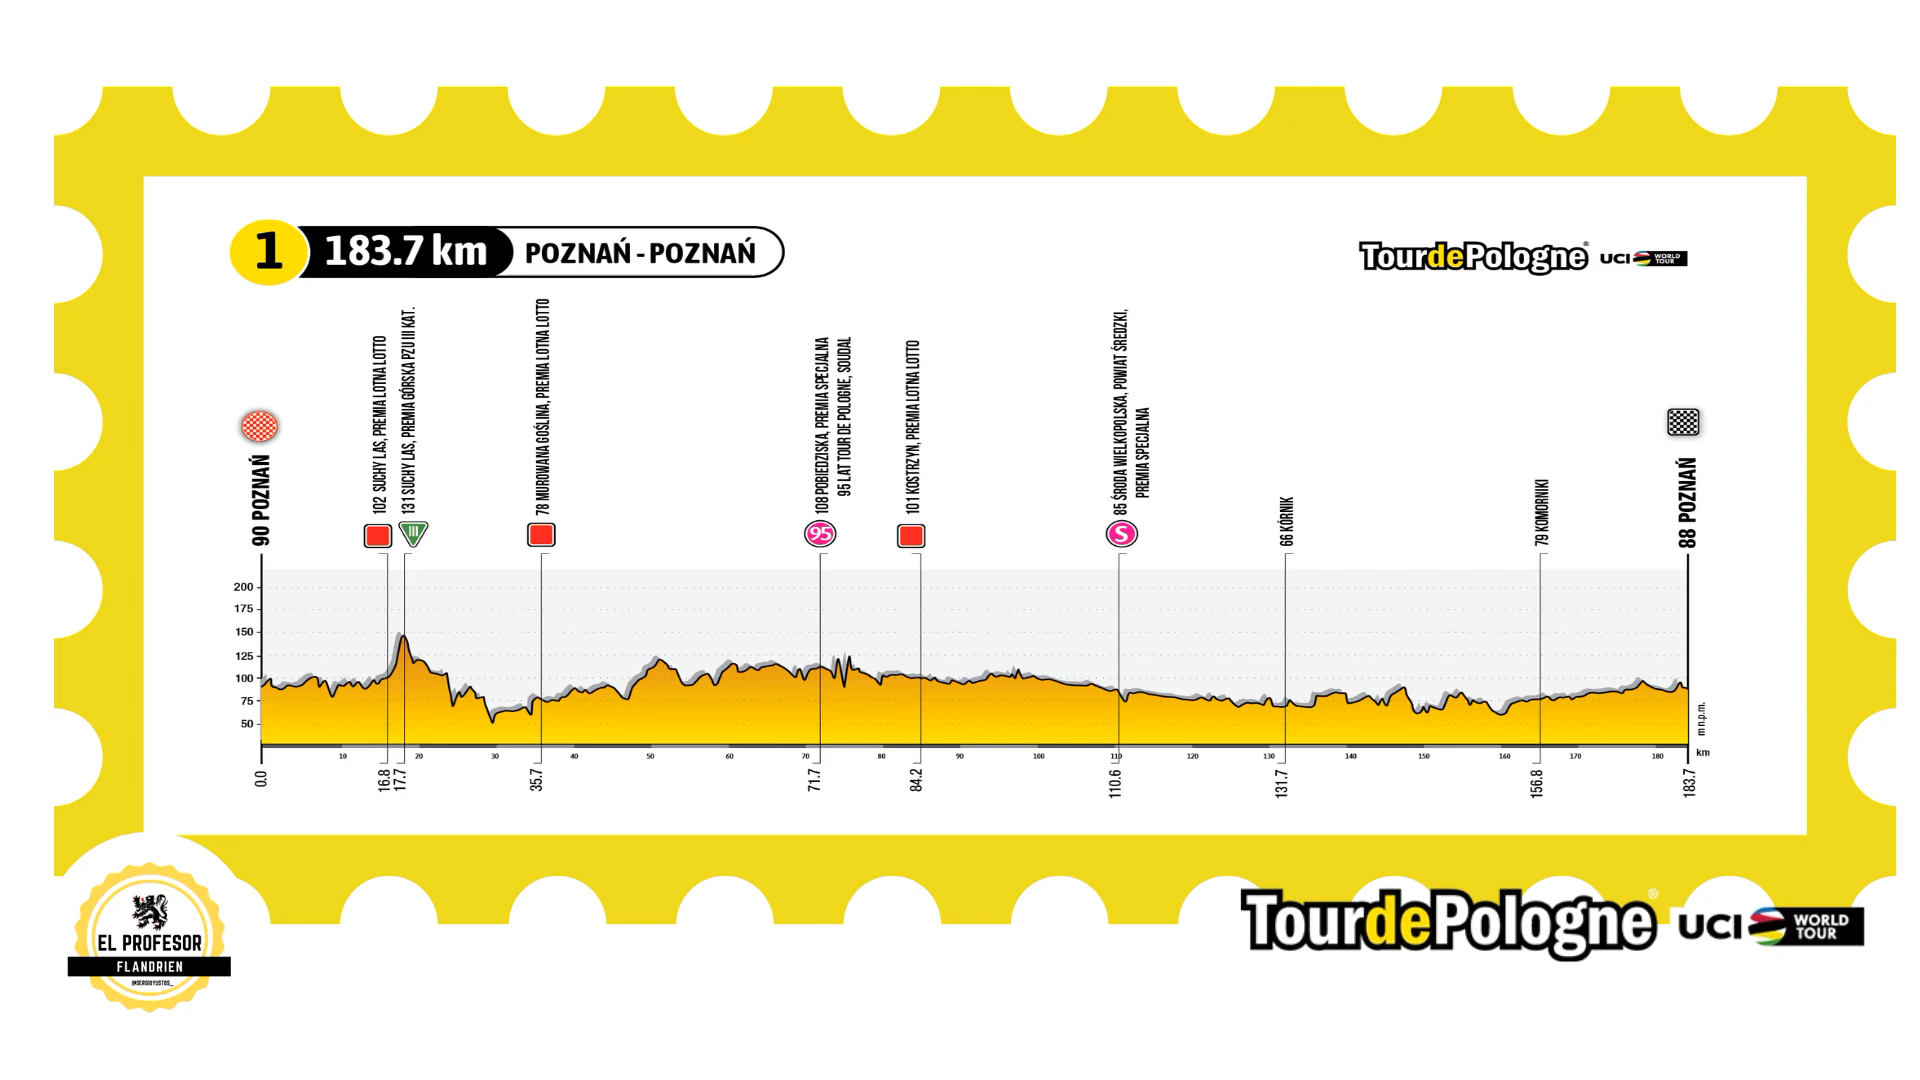 1
183.7 km
POZNAŃ - POZNAŃ
TourdePologne®
UCI WORLD TOUR
90 POZNAŃ
102 SUCHY LAS, PREMIA LOTNA LOTTO
131 SUCHY LAS, PREMIA GÓRSKA PZU III KAT.
III
78 MUROWANA GOŚLINA, PREMIA LOTNA LOTTO
108 POBIEDZISKA, PREMIA SPECJALNA
95 LAT TOUR DE POLOGNE, SOUDAL
95
101 KOSTRZYN, PREMIA LOTNA LOTTO
85 ŚRODA WIELKOPOLSKA, POWIAT ŚREDZKI,
PREMIA SPECJALNA
S
66 KÓRNIK
79 KOMORNIKI
88 POZNAŃ
200
175
150
125
100
75
50
m n.p.m.
10 20 30 40 50 60 70 80 90 100 110 120 130 140 150 160 170 180
km
0.0 16.8 17.7 35.7 71.7 84.2 110.6 131.7 156.8 183.7
EL PROFESOR
FLANDRIEN
@SERGIOYUSTOS_
TourdePologne®
UCI WORLD TOUR